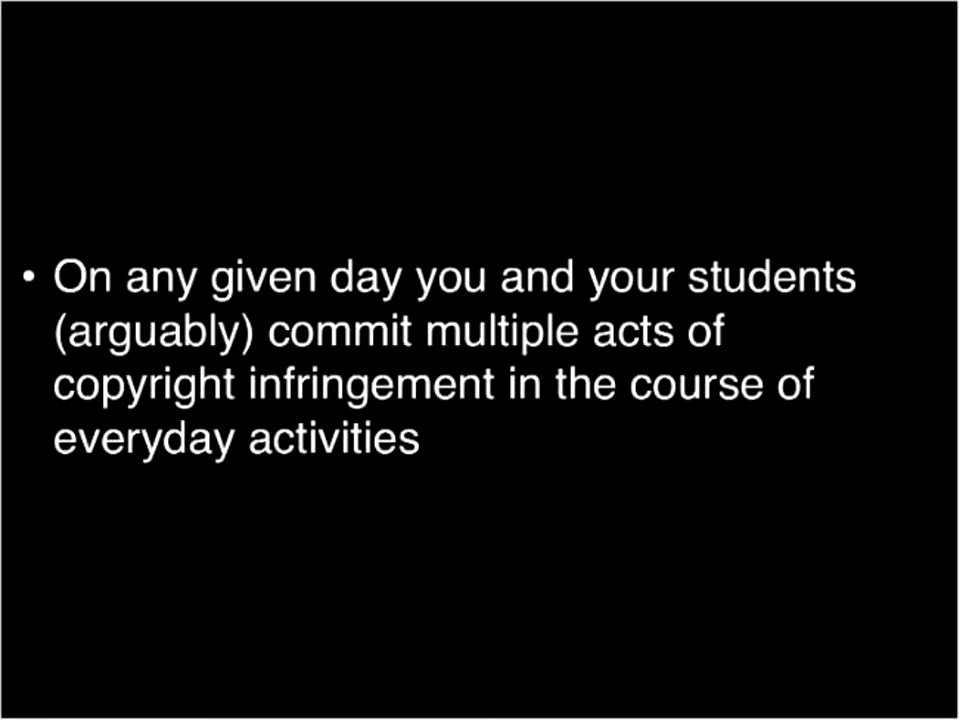 • On any given day you and your students
(arguably) commit multiple acts of
copyright infringement in the course of
everyday activities